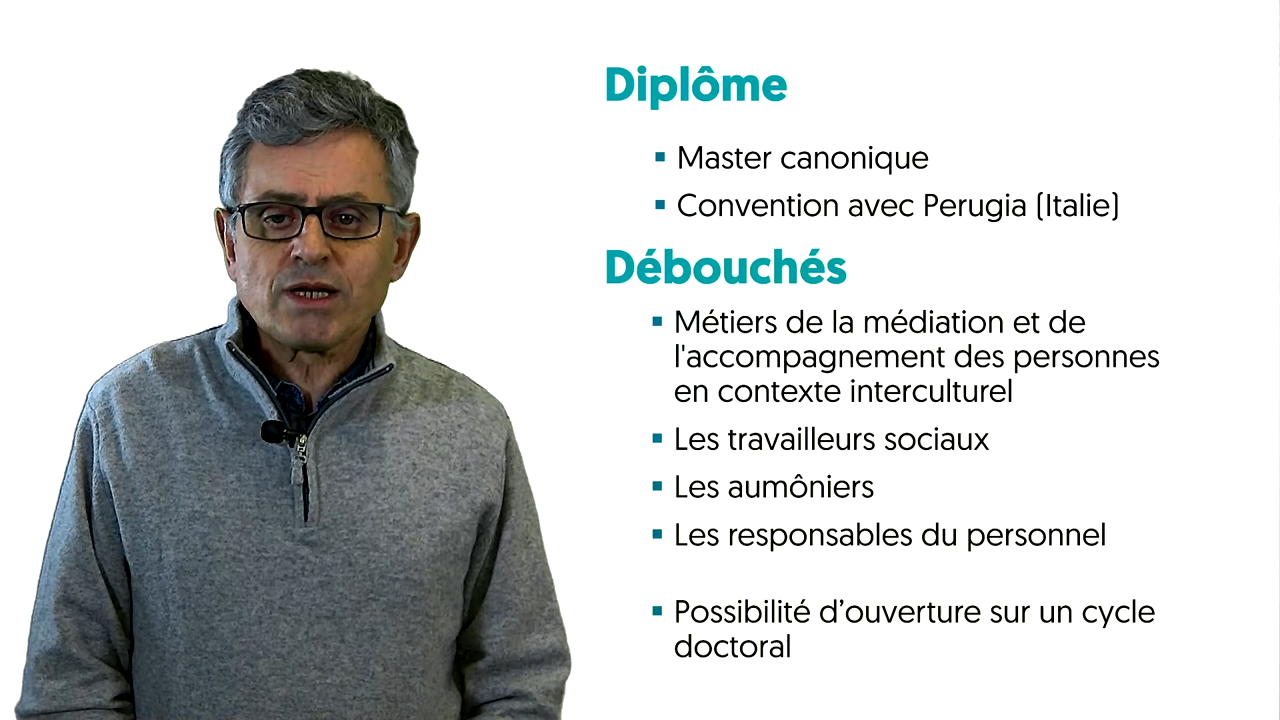 Diplôme
▪ Master canonique
▪ Convention avec Perugia (Italie)
Débouchés
▪ Métiers de la médiation et de
l'accompagnement des personnes
en contexte interculturel
▪ Les travailleurs sociaux
▪ Les aumôniers
▪ Les responsables du personnel
▪ Possibilité d’ouverture sur un cycle
doctoral